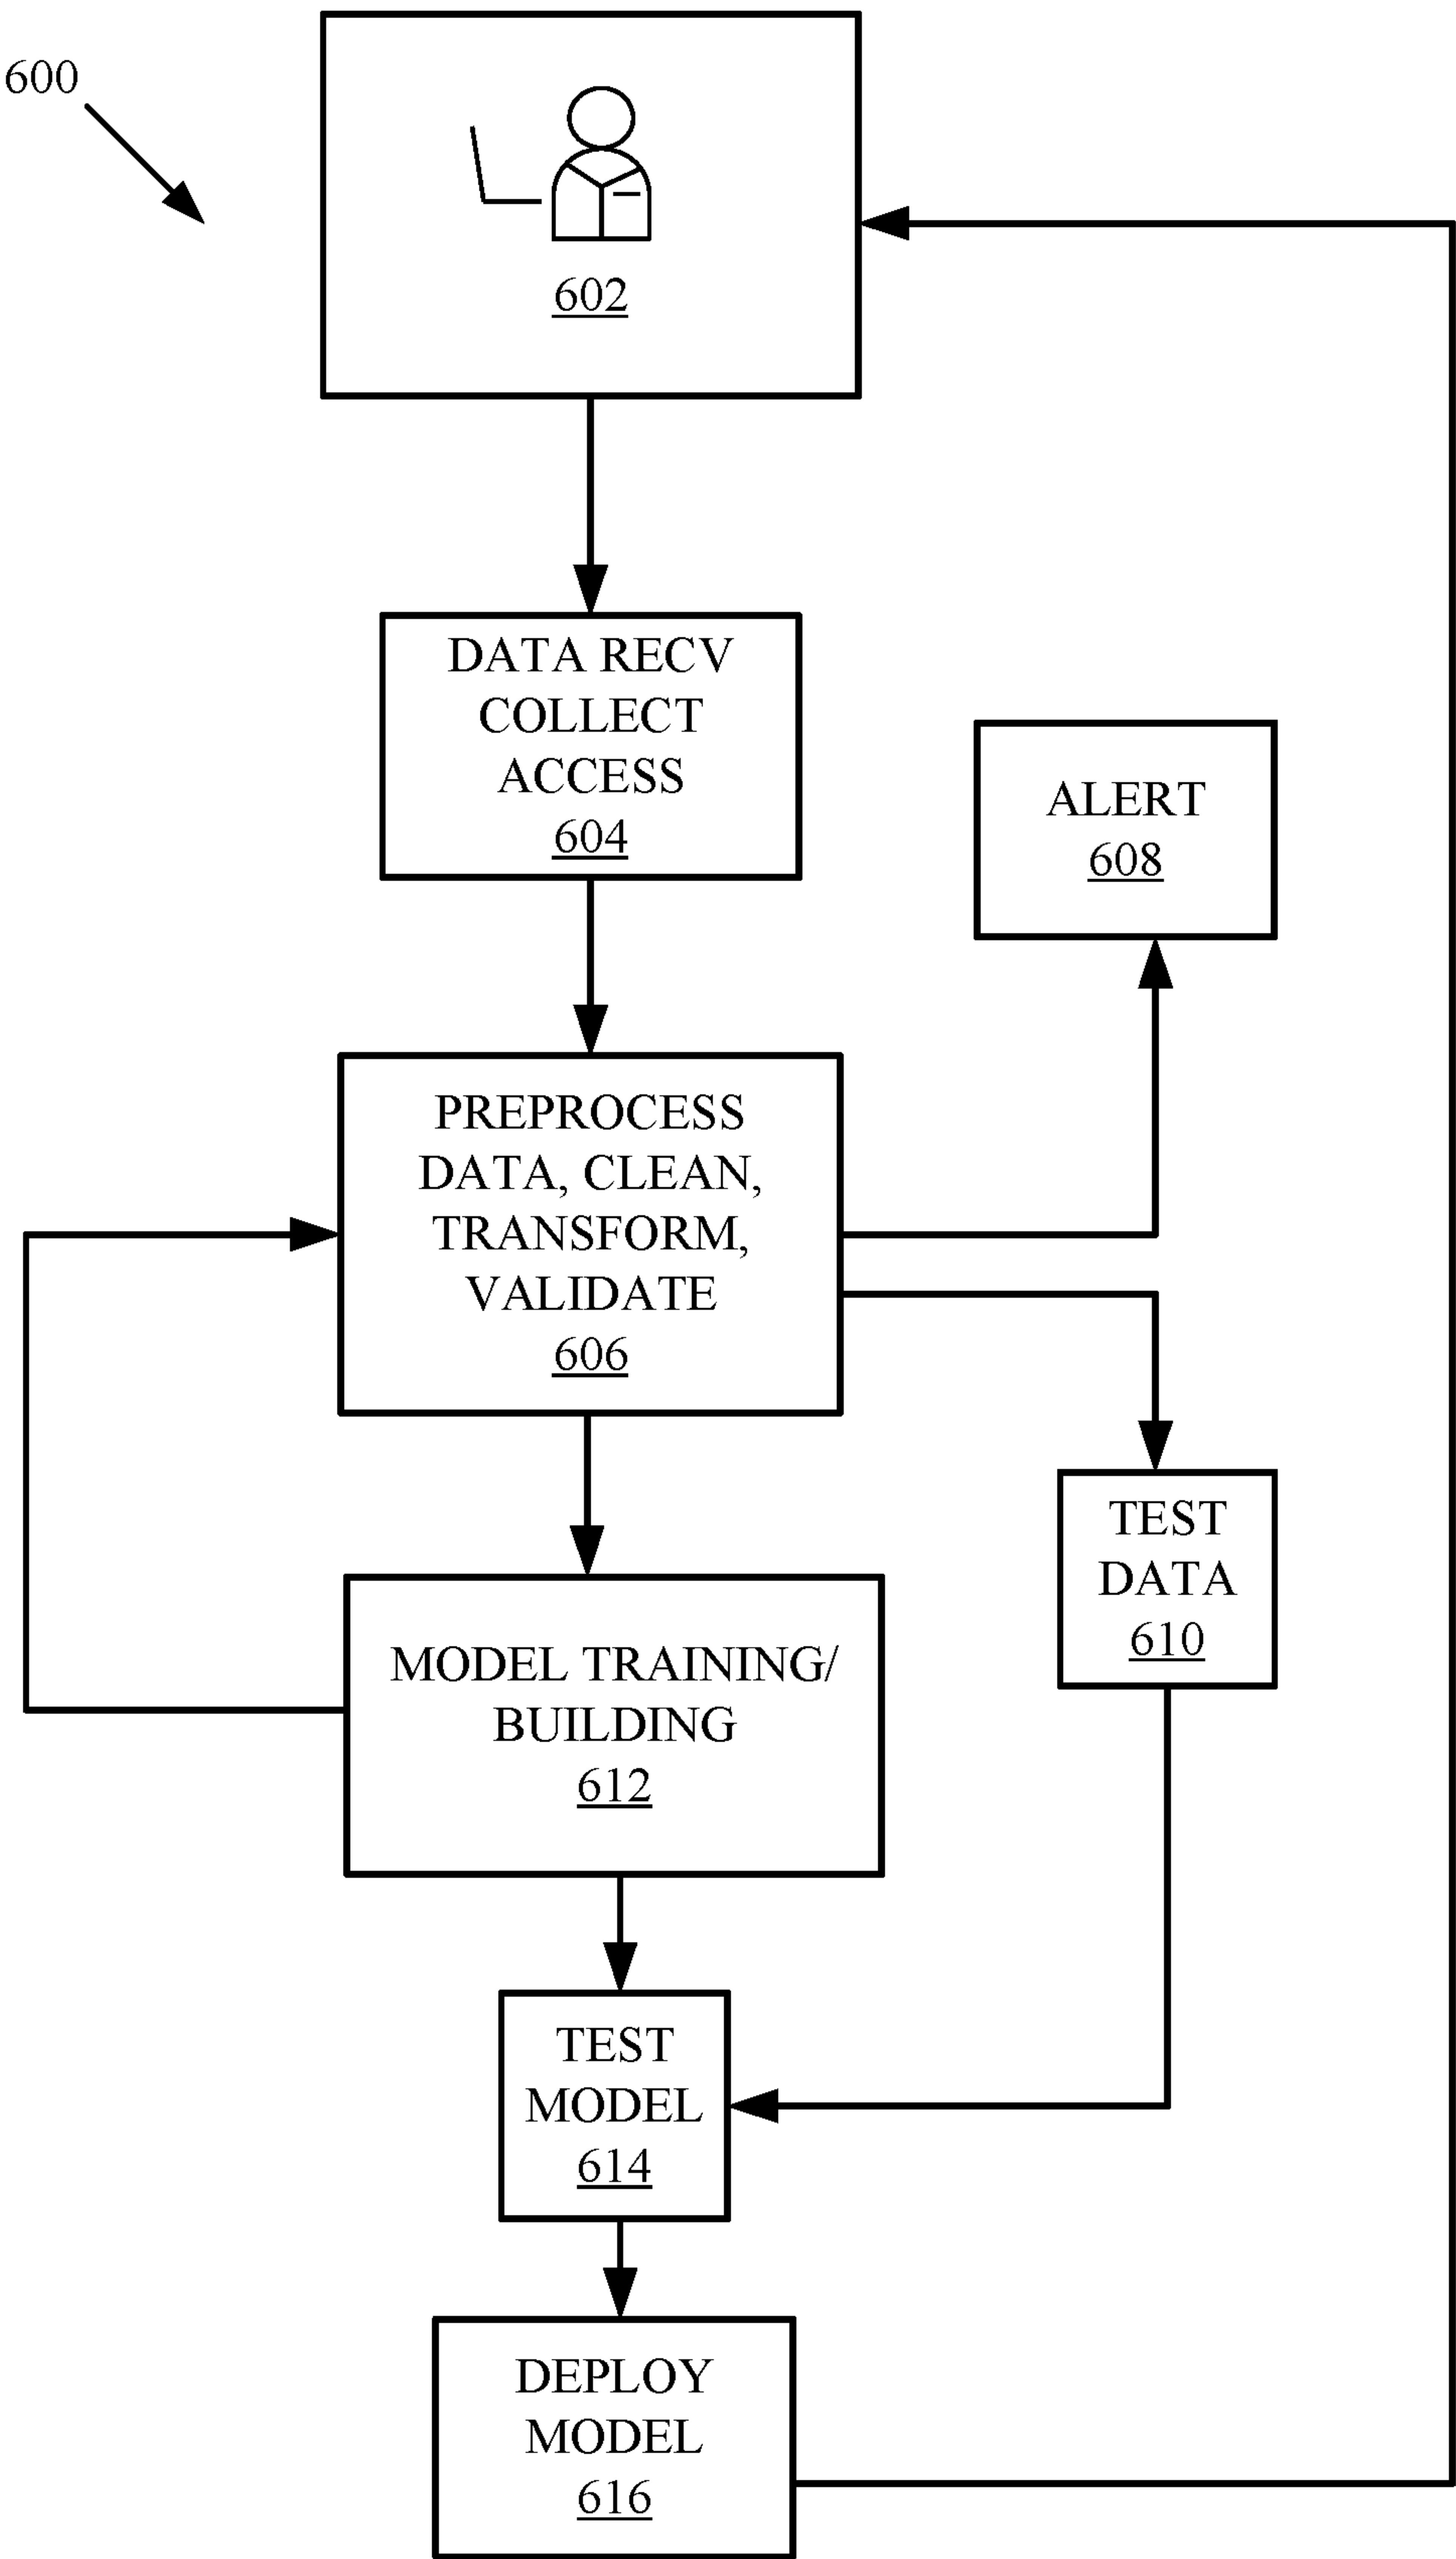 600
602
DATA RECV
COLLECT
ACCESS
604
ALERT
608
PREPROCESS
DATA, CLEAN,
TRANSFORM,
VALIDATE
606
TEST
DATA
610
MODEL TRAINING/
BUILDING
612
TEST
MODEL
614
DEPLOY
MODEL
616